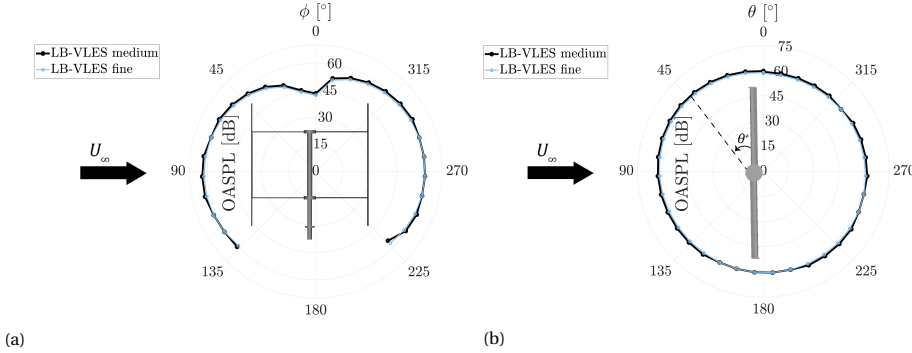 ϕ [°]
0
LB-VLES medium
LB-VLES fine
45
60
45
30
15
0
315
OASPL [dB]
U∞
90
270
135
225
180
(a)
θ [°]
0
LB-VLES medium
LB-VLES fine
45
75
60
45
30
15
0
315
θ'
OASPL [dB]
U∞
90
270
135
225
180
(b)